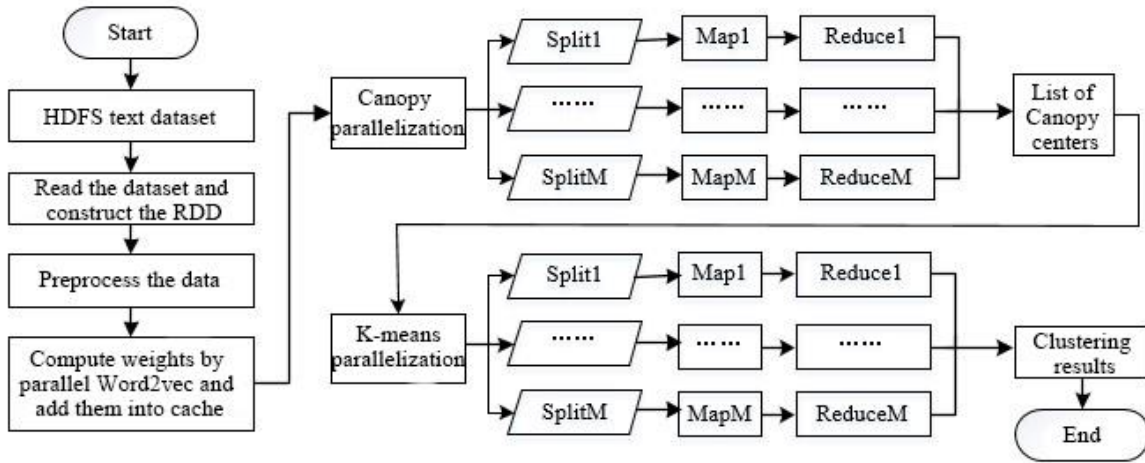 Start
HDFS text dataset
Read the dataset and
construct the RDD
Preprocess the data
Compute weights by
parallel Word2vec and
add them into cache
Canopy
parallelization
Split1
Map1
Reduce1
……
……
……
SplitM
MapM
ReduceM
List of
Canopy
centers
K-means
parallelization
Split1
Map1
Reduce1
……
……
……
SplitM
MapM
ReduceM
Clustering
results
End